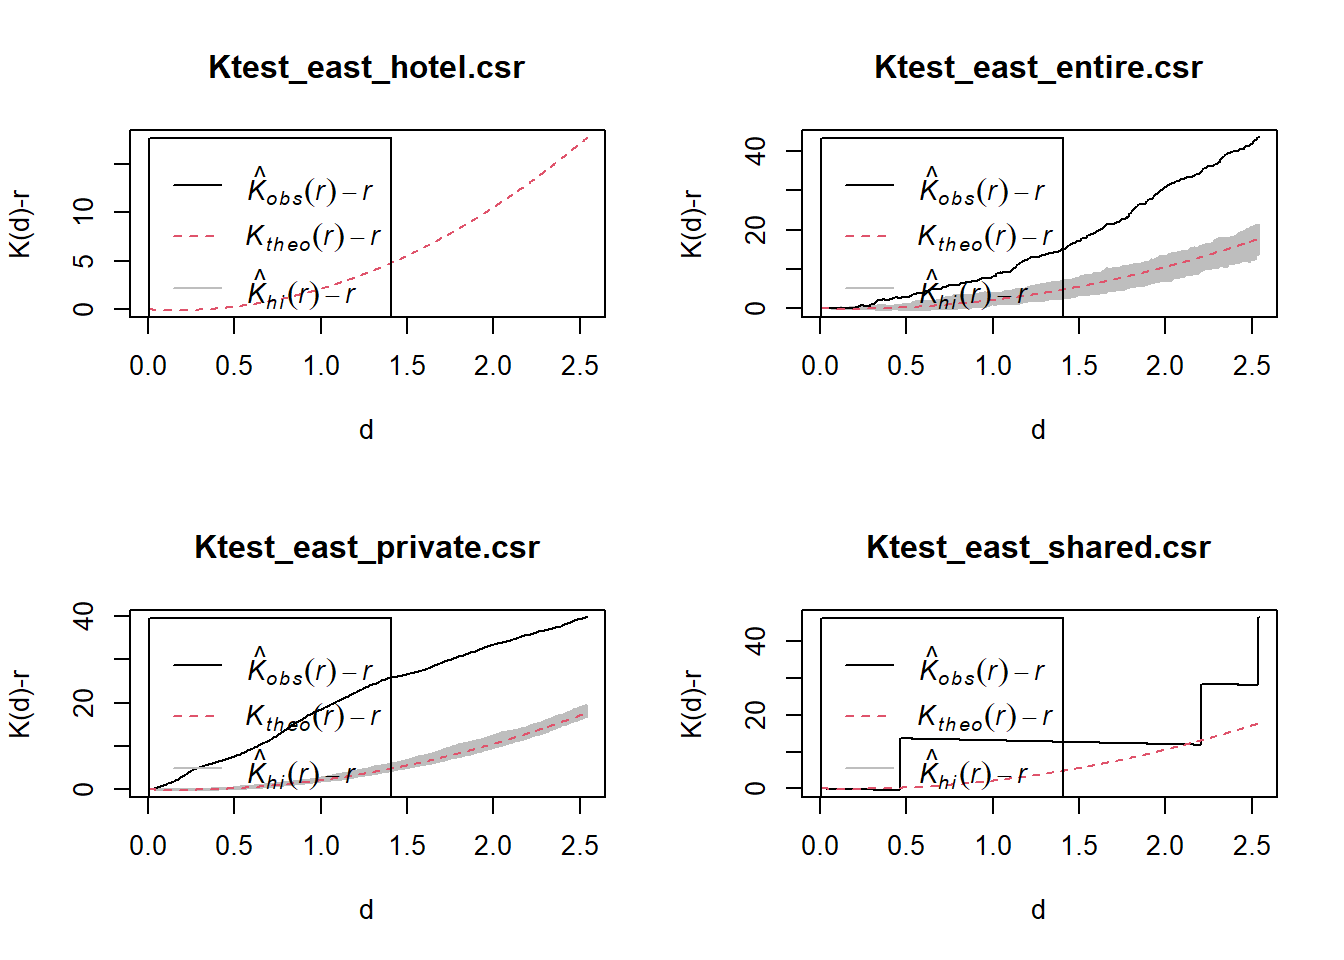 Ktest_east_hotel.csr
K(d)-r
0 5 10
K̂obs(r) – r
Ktheo(r) – r
K̂hi(r) – r
0.0 0.5 1.0 1.5 2.0 2.5
d
Ktest_east_entire.csr
K(d)-r
0 20 40
K̂obs(r) – r
Ktheo(r) – r
K̂hi(r) – r
0.0 0.5 1.0 1.5 2.0 2.5
d
Ktest_east_private.csr
K(d)-r
0 20 40
K̂obs(r) – r
Ktheo(r) – r
K̂hi(r) – r
0.0 0.5 1.0 1.5 2.0 2.5
d
Ktest_east_shared.csr
K(d)-r
0 20 40
K̂obs(r) – r
Ktheo(r) – r
K̂hi(r) – r
0.0 0.5 1.0 1.5 2.0 2.5
d